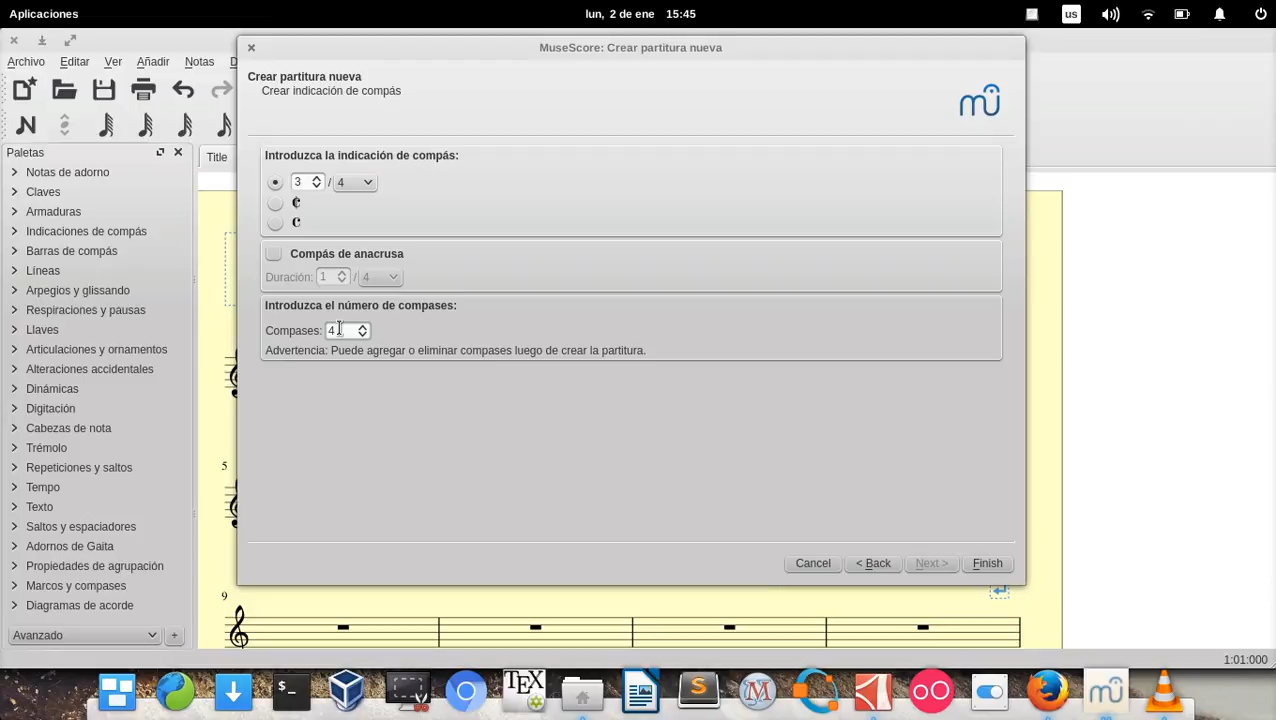 Aplicaciones
lun, 2 de ene 15:45
us
Archivo Editar Ver Añadir Notas D
MuseScore: Crear partitura nueva
Crear partitura nueva
Crear indicación de compás
Paletas
Title
Notas de adorno
Claves
Armaduras
Indicaciones de compás
Barras de compás
Líneas
Arpegios y glissando
Respiraciones y pausas
Llaves
Articulaciones y ornamentos
Alteraciones accidentales
Dinámicas
Digitación
Cabezas de nota
Trémolo
Repeticiones y saltos
Tempo
Texto
Saltos y espaciadores
Adornos de Gaita
Propiedades de agrupación
Marcos y compases
Diagramas de acorde
Avanzado
+
Introduzca la indicación de compás:
3 / 4
Compás de anacrusa
Duración: 1 / 4
Introduzca el número de compases:
Compases: 4
Advertencia: Puede agregar o eliminar compases luego de crear la partitura.
Cancel < Back Next > Finish
5
9
1:01:000
>_
TEX
S
M